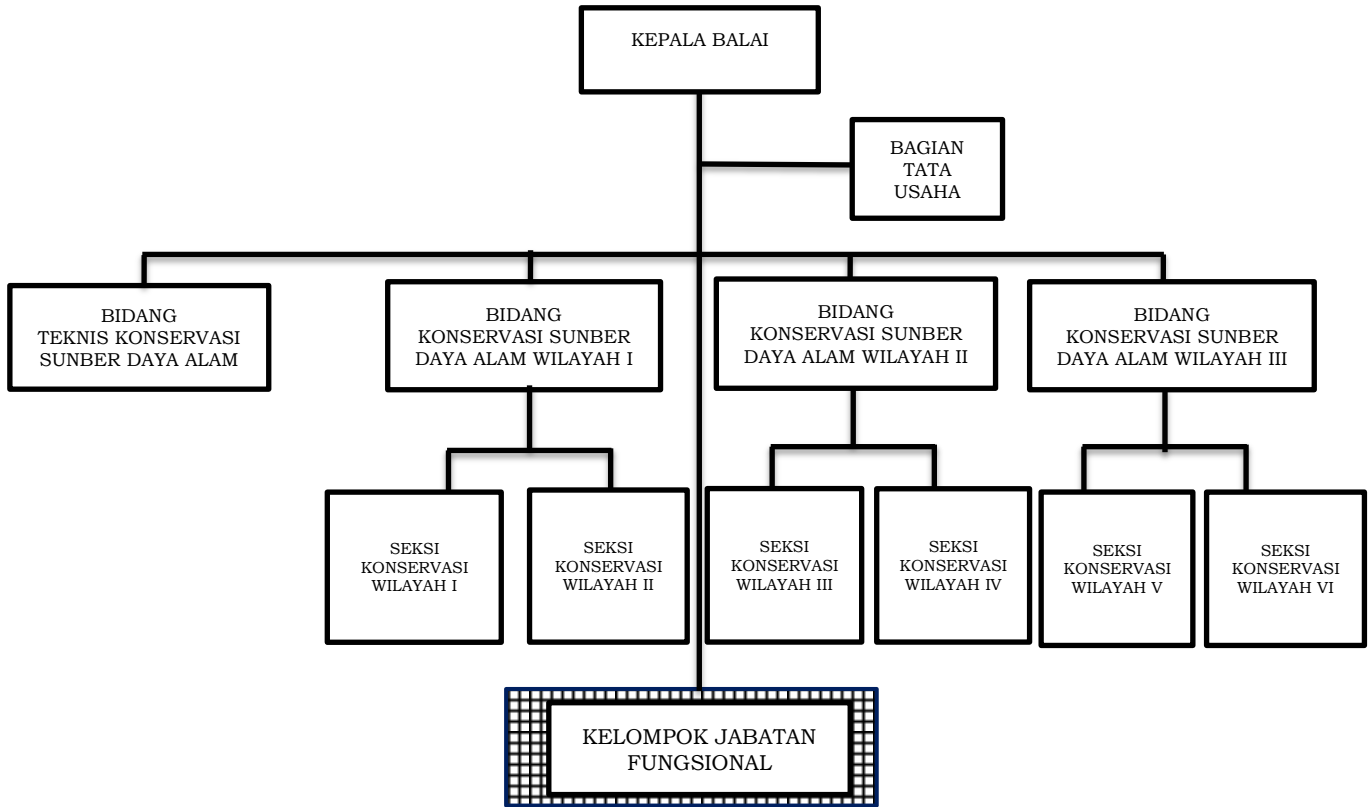 KEPALA BALAI
BAGIAN
TATA
USAHA
BIDANG
TEKNIS KONSERVASI
SUNBER DAYA ALAM
BIDANG
KONSERVASI SUNBER
DAYA ALAM WILAYAH I
BIDANG
KONSERVASI SUNBER
DAYA ALAM WILAYAH II
BIDANG
KONSERVASI SUNBER
DAYA ALAM WILAYAH III
SEKSI
KONSERVASI
WILAYAH I
SEKSI
KONSERVASI
WILAYAH II
SEKSI
KONSERVASI
WILAYAH III
SEKSI
KONSERVASI
WILAYAH IV
SEKSI
KONSERVASI
WILAYAH V
SEKSI
KONSERVASI
WILAYAH VI
KELOMPOK JABATAN
FUNGSIONAL